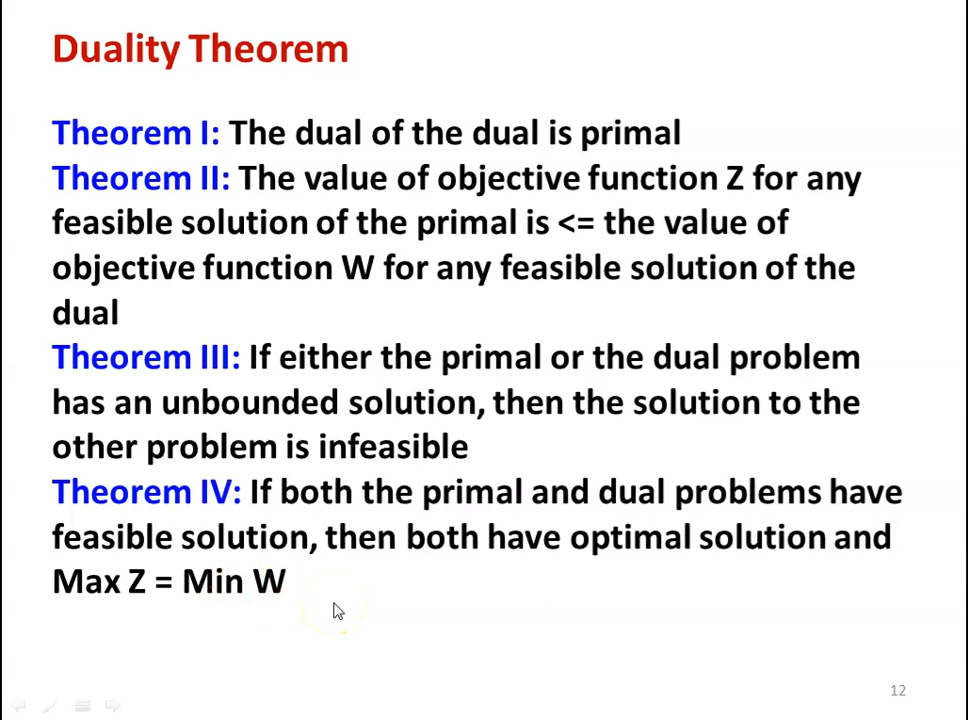 Duality Theorem
Theorem I: The dual of the dual is primal
Theorem II: The value of objective function Z for any
feasible solution of the primal is <= the value of
objective function W for any feasible solution of the
dual
Theorem III: If either the primal or the dual problem
has an unbounded solution, then the solution to the
other problem is infeasible
Theorem IV: If both the primal and dual problems have
feasible solution, then both have optimal solution and
Max Z = Min W
12